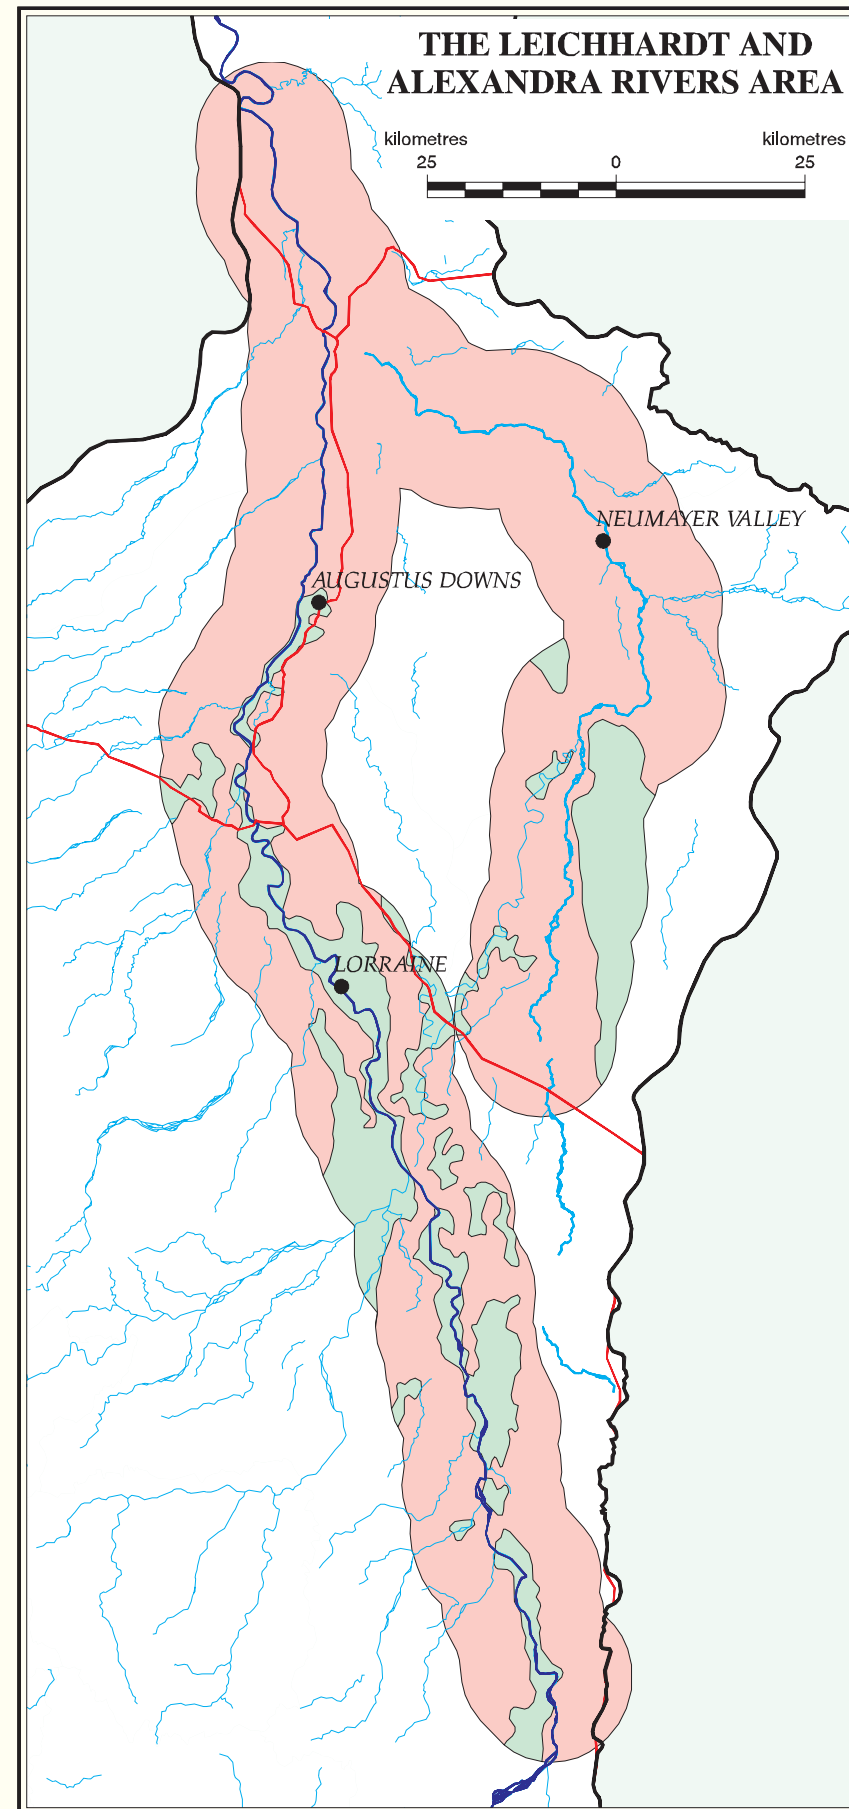 THE LEICHHARDT AND
ALEXANDRA RIVERS AREA
kilometres kilometres
25 0 25
NEUMAYER VALLEY
AUGUSTUS DOWNS
LORRAINE